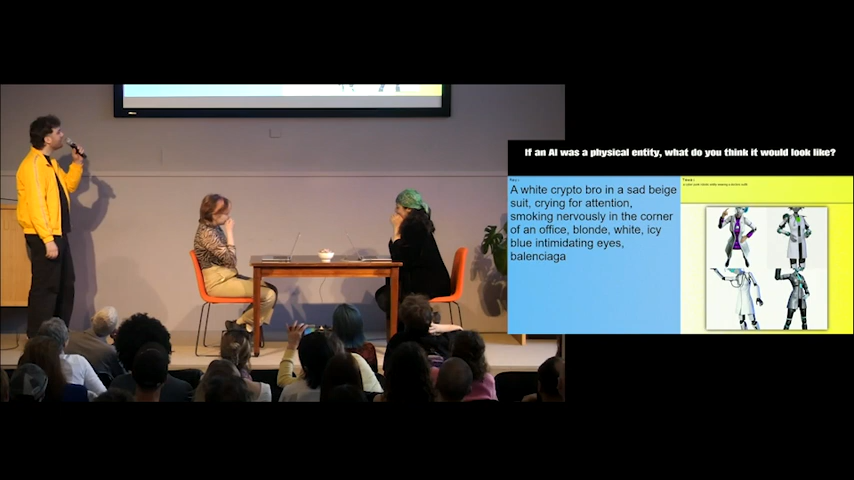 If an AI was a physical entity, what do you think it would look like?
A white crypto bro in a sad beige
suit, crying for attention,
smoking nervously in the corner
of an office, blonde, white, icy
blue intimidating eyes,
balenciaga